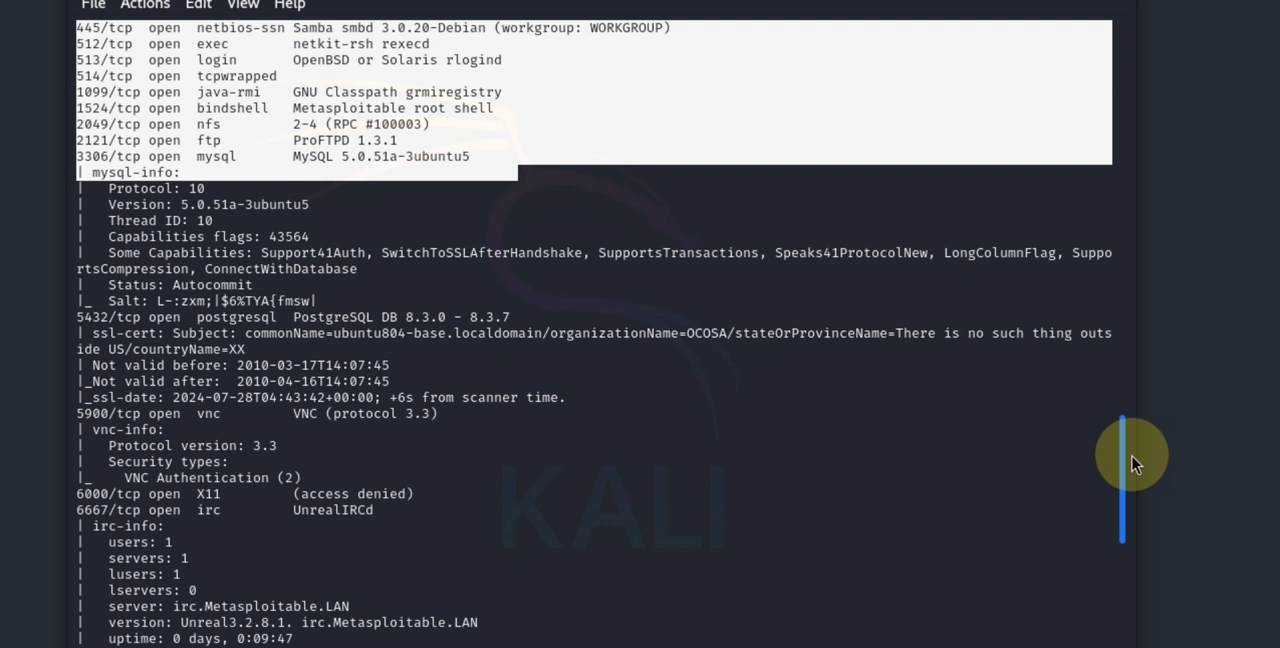 File Actions Edit View Help
445/tcp  open  netbios-ssn Samba smbd 3.0.20-Debian (workgroup: WORKGROUP)
512/tcp  open  exec        netkit-rsh rexecd
513/tcp  open  login       OpenBSD or Solaris rlogind
514/tcp  open  tcpwrapped
1099/tcp open  java-rmi    GNU Classpath grmiregistry
1524/tcp open  bindshell   Metasploitable root shell
2049/tcp open  nfs         2-4 (RPC #100003)
2121/tcp open  ftp         ProFTPD 1.3.1
3306/tcp open  mysql       MySQL 5.0.51a-3ubuntu5
| mysql-info:
|   Protocol: 10
|   Version: 5.0.51a-3ubuntu5
|   Thread ID: 10
|   Capabilities flags: 43564
|   Some Capabilities: Support41Auth, SwitchToSSLAfterHandshake, SupportsTransactions, Speaks41ProtocolNew, LongColumnFlag, Suppo
rtsCompression, ConnectWithDatabase
|   Status: Autocommit
|_  Salt: L-:zxm;|$6%TYA{fmsw|
5432/tcp open  postgresql  PostgreSQL DB 8.3.0 - 8.3.7
| ssl-cert: Subject: commonName=ubuntu804-base.localdomain/organizationName=OCOSA/stateOrProvinceName=There is no such thing outs
ide US/countryName=XX
| Not valid before: 2010-03-17T14:07:45
|_Not valid after:  2010-04-16T14:07:45
|_ssl-date: 2024-07-28T04:43:42+00:00; +6s from scanner time.
5900/tcp open  vnc         VNC (protocol 3.3)
| vnc-info:
|   Protocol version: 3.3
|   Security types:
|_    VNC Authentication (2)
6000/tcp open  X11         (access denied)
6667/tcp open  irc         UnrealIRCd
| irc-info:
|   users: 1
|   servers: 1
|   lusers: 1
|   lservers: 0
|   server: irc.Metasploitable.LAN
|   version: Unreal3.2.8.1. irc.Metasploitable.LAN
|   uptime: 0 days, 0:09:47
KALI